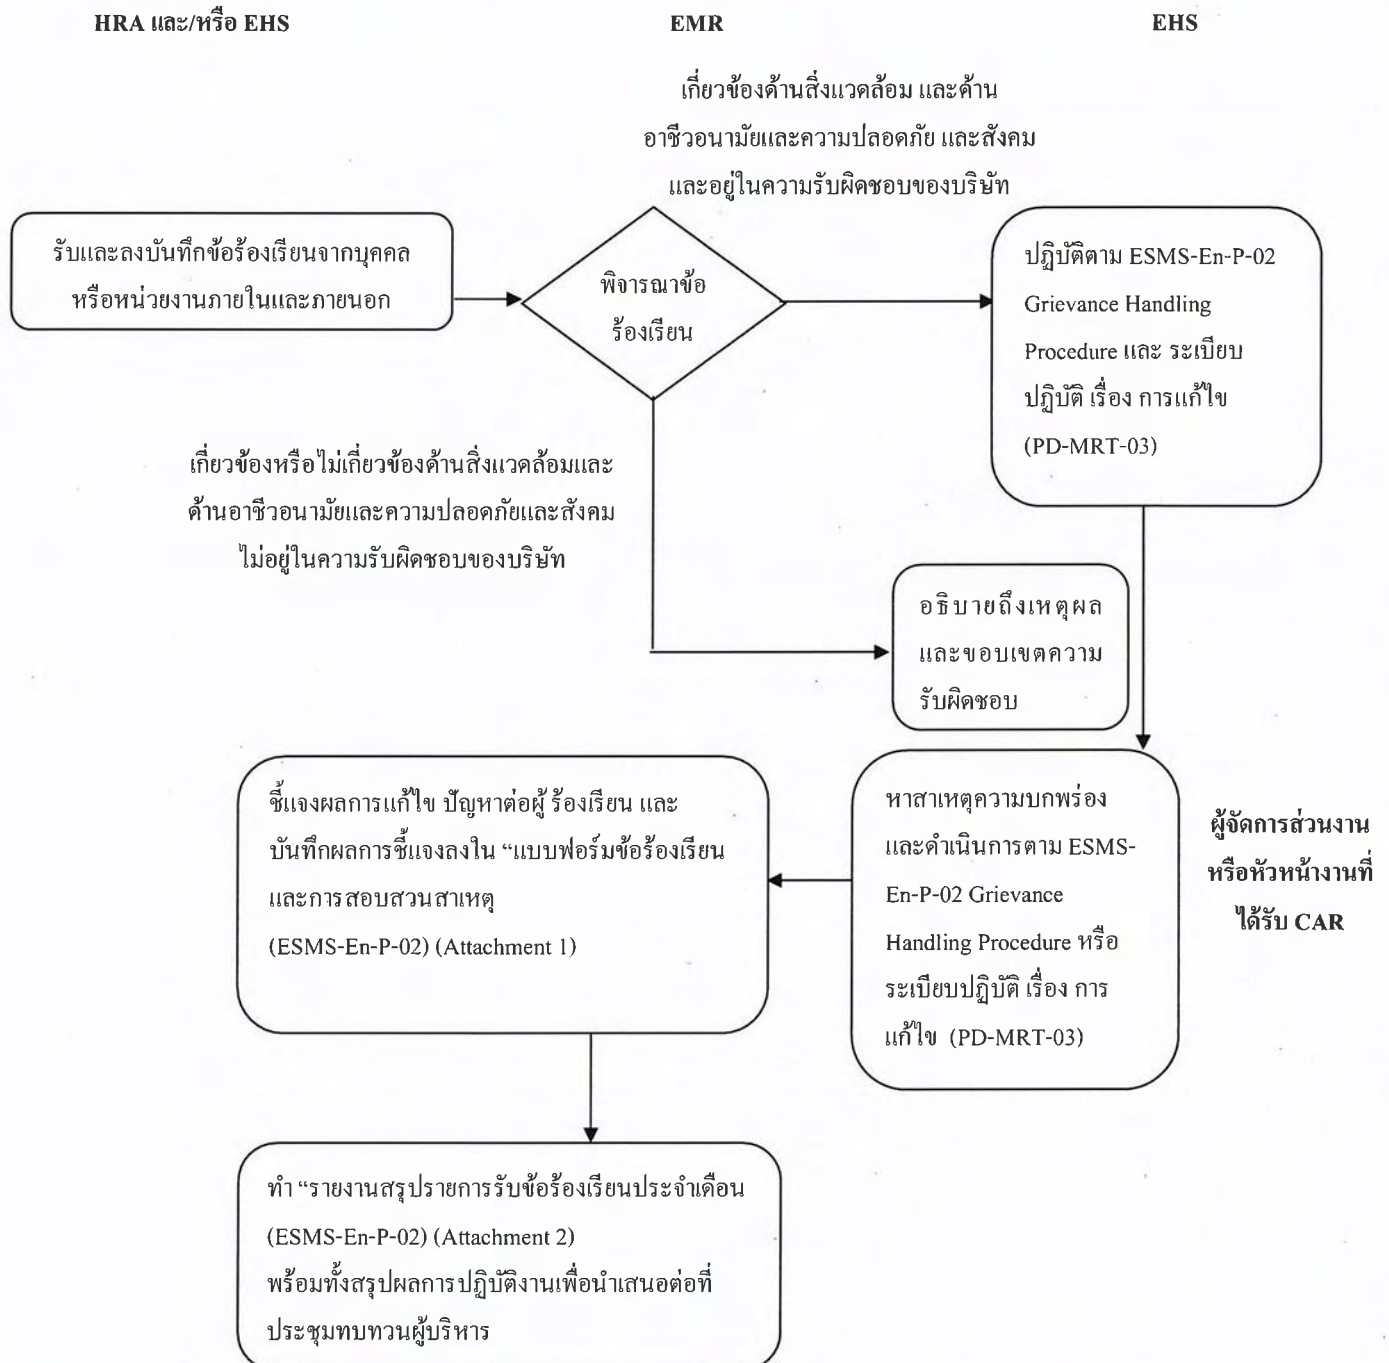 HRA และ/หรือ EHS
EMR
EHS
เกี่ยวข้องด้านสิ่งแวดล้อม และด้าน
อาชีวอนามัยและความปลอดภัย และสังคม
และอยู่ในความรับผิดชอบของบริษัท
รับและลงบันทึกข้อร้องเรียนจากบุคคล
หรือหน่วยงานภายในและภายนอก
พิจารณาข้อ
ร้องเรียน
ปฏิบัติตาม ESMS-En-P-02
Grievance Handling
Procedure และ ระเบียบ
ปฏิบัติ เรื่อง การแก้ไข
(PD-MRT-03)
เกี่ยวข้องหรือไม่เกี่ยวข้องด้านสิ่งแวดล้อมและ
ด้านอาชีวอนามัยและความปลอดภัยและสังคม
ไม่อยู่ในความรับผิดชอบของบริษัท
อธิบายถึงเหตุผล
และขอบเขตความ
รับผิดชอบ
ชี้แจงผลการแก้ไข ปัญหาต่อผู้ ร้องเรียน และ
บันทึกผลการชี้แจงลงใน “แบบฟอร์มข้อร้องเรียน
และการสอบสวนสาเหตุ
(ESMS-En-P-02) (Attachment 1)
หาสาเหตุความบกพร่อง
และดำเนินการตาม ESMS-
En-P-02 Grievance
Handling Procedure หรือ
ระเบียบปฏิบัติ เรื่อง การ
แก้ไข (PD-MRT-03)
ผู้จัดการส่วนงาน
หรือหัวหน้างานที่
ได้รับ CAR
ทำ “รายงานสรุปรายการรับข้อร้องเรียนประจำเดือน
(ESMS-En-P-02) (Attachment 2)
พร้อมทั้งสรุปผลการปฏิบัติงานเพื่อนำเสนอต่อที่
ประชุมทบทวนผู้บริหาร